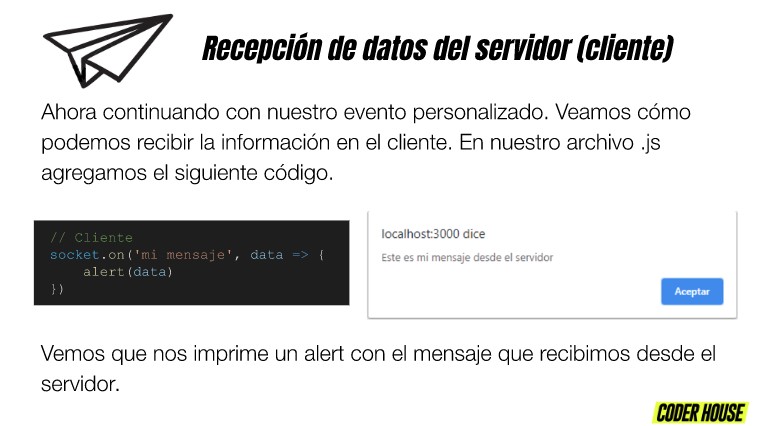 Recepción de datos del servidor (cliente)
Ahora continuando con nuestro evento personalizado. Veamos cómo
podemos recibir la información en el cliente. En nuestro archivo .js
agregamos el siguiente código.
// Cliente
socket.on('mi mensaje', data => {
    alert(data)
})
localhost:3000 dice
Este es mi mensaje desde el servidor
Aceptar
Vemos que nos imprime un alert con el mensaje que recibimos desde el
servidor.
CODER HOUSE